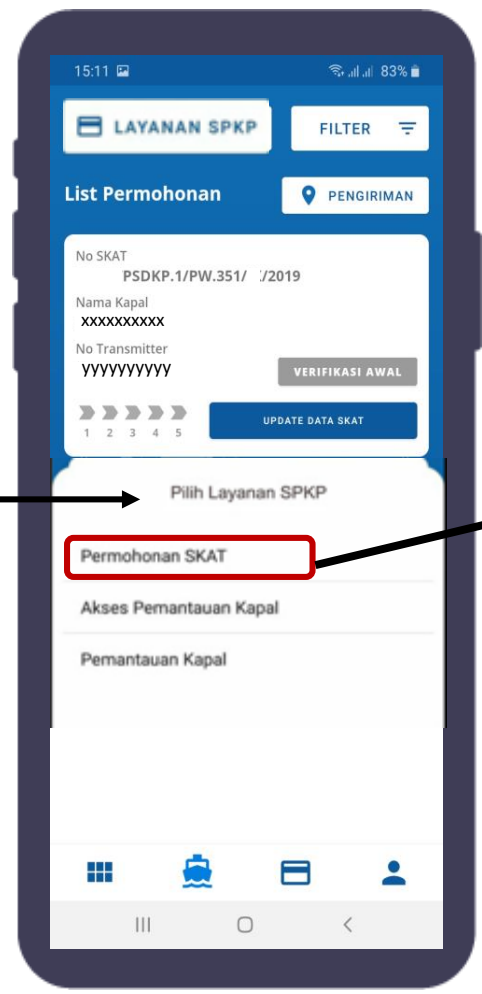 15:11 83%
LAYANAN SPKP FILTER
List Permohonan PENGIRIMAN
No SKAT
PSDKP.1/PW.351/ /2019
Nama Kapal
xxxxxxxxxx
No Transmitter
yyyyyyyyyy VERIFIKASI AWAL
1 2 3 4 5 UPDATE DATA SKAT
Pilih Layanan SPKP
Permohonan SKAT
Akses Pemantauan Kapal
Pemantauan Kapal